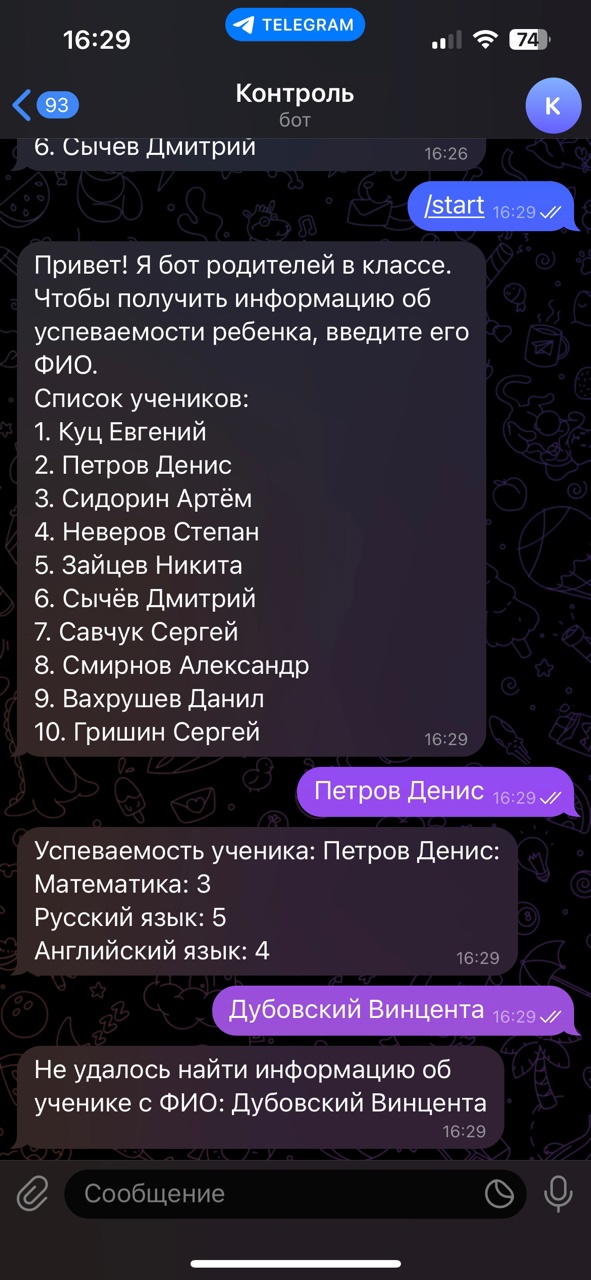 16:29
TELEGRAM
74
93
Контроль
бот
К
6. Сычев Дмитрий
16:26
/start 16:29
Привет! Я бот родителей в классе.
Чтобы получить информацию об
успеваемости ребенка, введите его
ФИО.
Список учеников:
1. Куц Евгений
2. Петров Денис
3. Сидорин Артём
4. Неверов Степан
5. Зайцев Никита
6. Сычёв Дмитрий
7. Савчук Сергей
8. Смирнов Александр
9. Вахрушев Данил
10. Гришин Сергей
16:29
Петров Денис 16:29
Успеваемость ученика: Петров Денис:
Математика: 3
Русский язык: 5
Английский язык: 4
16:29
Дубовский Винцента 16:29
Не удалось найти информацию об
ученике с ФИО: Дубовский Винцента
16:29
Сообщение